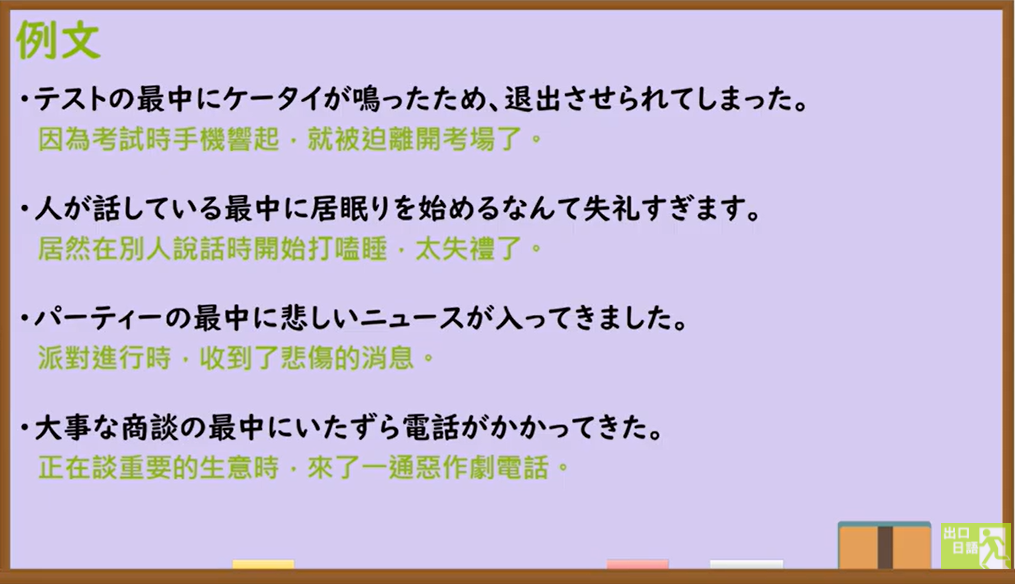 例文
・テストの最中にケータイが鳴ったため、退出させられてしまった。
因為考試時手機響起，就被迫離開考場了。
・人が話している最中に居眠りを始めるなんて失礼すぎます。
居然在別人說話時開始打嗑睡，太失禮了。
・パーティーの最中に悲しいニュースが入ってきました。
派對進行時，收到了悲傷的消息。
・大事な商談の最中にいたずら電話がかかってきた。
正在談重要的生意時，來了一通惡作劇電話。
出口
日語